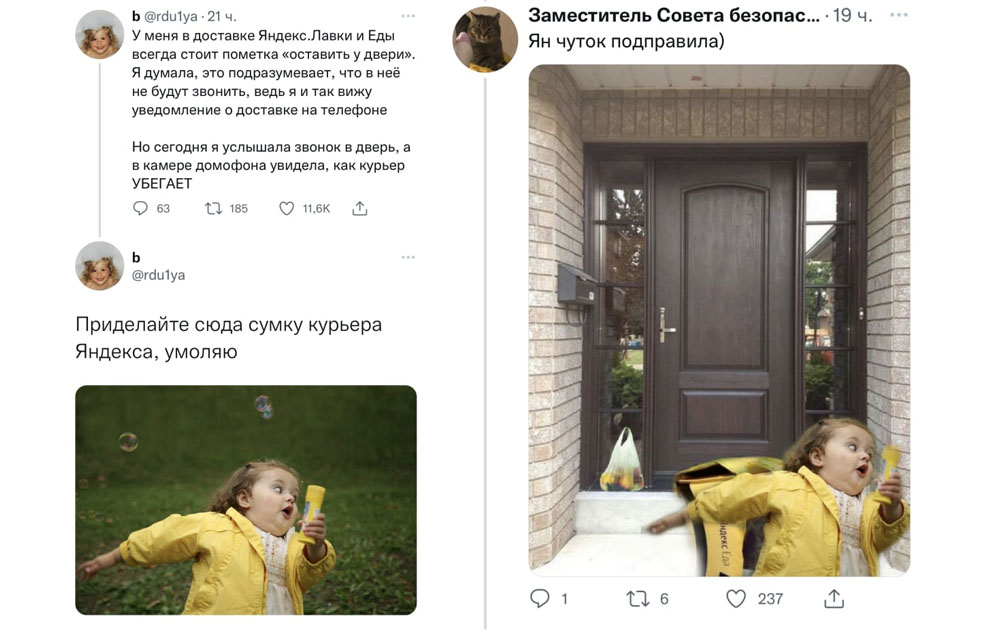 b @rdu1ya · 21 ч.
У меня в доставке Яндекс.Лавки и Еды
всегда стоит пометка «оставить у двери».
Я думала, это подразумевает, что в неё
не будут звонить, ведь я и так вижу
уведомление о доставке на телефоне
Но сегодня я услышала звонок в дверь, а
в камере домофона увидела, как курьер
УБЕГАЕТ
63 185 11,6K
b
@rdu1ya
Приделайте сюда сумку курьера
Яндекса, умоляю
Заместитель Совета безопас... · 19 ч.
Ян чуток подправила)
ндекс Еда
1 6 237